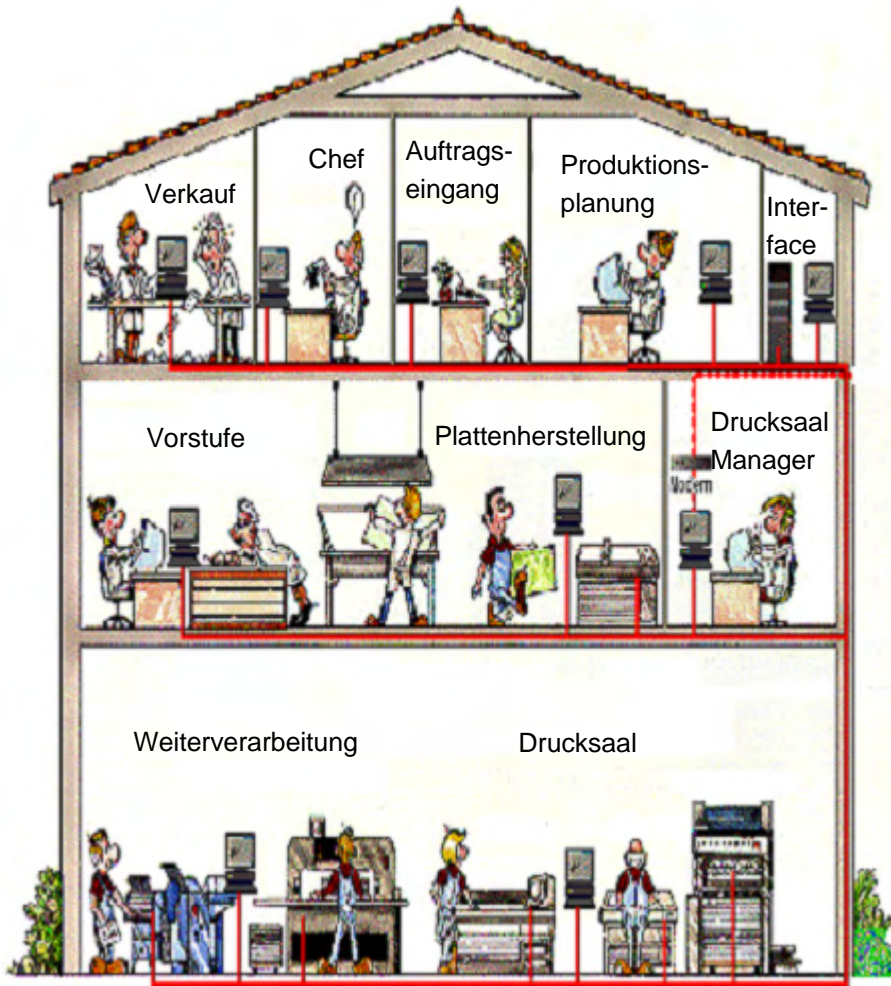 Verkauf
Chef
Auftrags-
eingang
Produktions-
planung
Inter-
face
Vorstufe
Plattenherstellung
Drucksaal
Manager
Modem
Weiterverarbeitung
Drucksaal